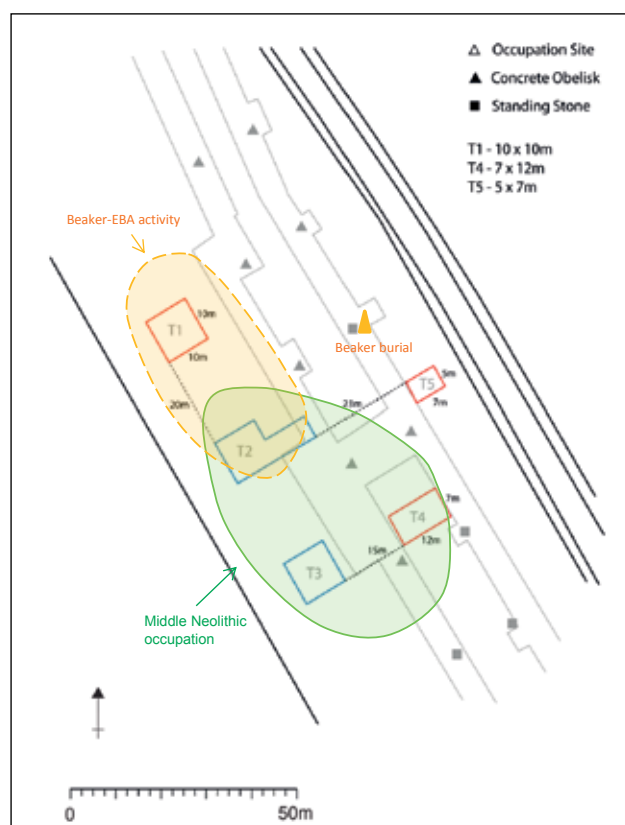 Occupation Site
Concrete Obelisk
Standing Stone
T1 - 10 x 10m
T4 - 7 x 12m
T5 - 5 x 7m
Beaker-EBA activity
T1
10m
10m
Beaker burial
20m
23m
T5
5m
7m
T2
T4
7m
12m
15m
T3
Middle Neolithic
occupation
0
50m